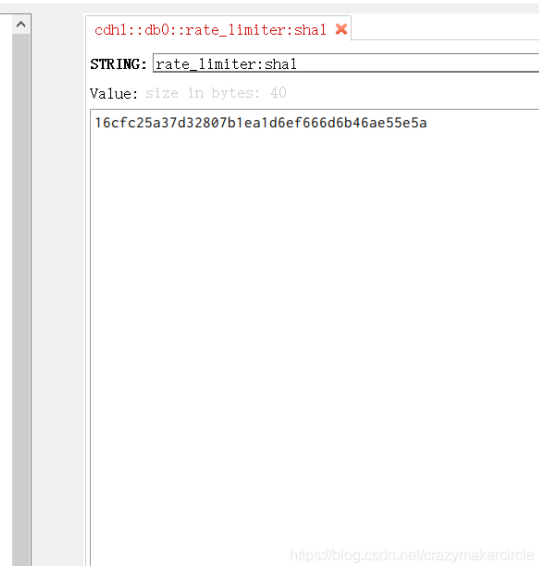 cdh1::db0::rate_limiter:sha1
STRING: rate_limiter:sha1
Value: size in bytes: 40
16cfc25a37d32807b1ea1d6ef666d6b46ae55e5a
https://blog.csdn.net/crazymakercircle